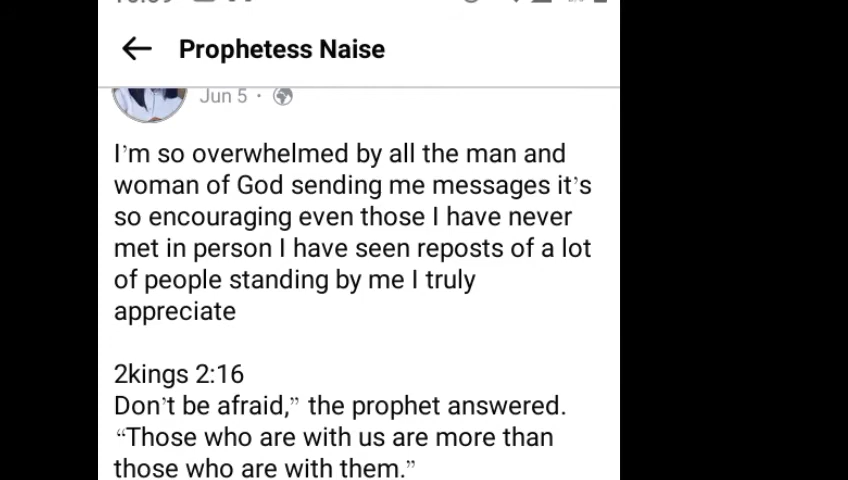 Prophetess Naise
Jun 5 ·
I’m so overwhelmed by all the man and
woman of God sending me messages it’s
so encouraging even those I have never
met in person I have seen reposts of a lot
of people standing by me I truly
appreciate
2kings 2:16
Don’t be afraid,” the prophet answered.
“Those who are with us are more than
those who are with them.”